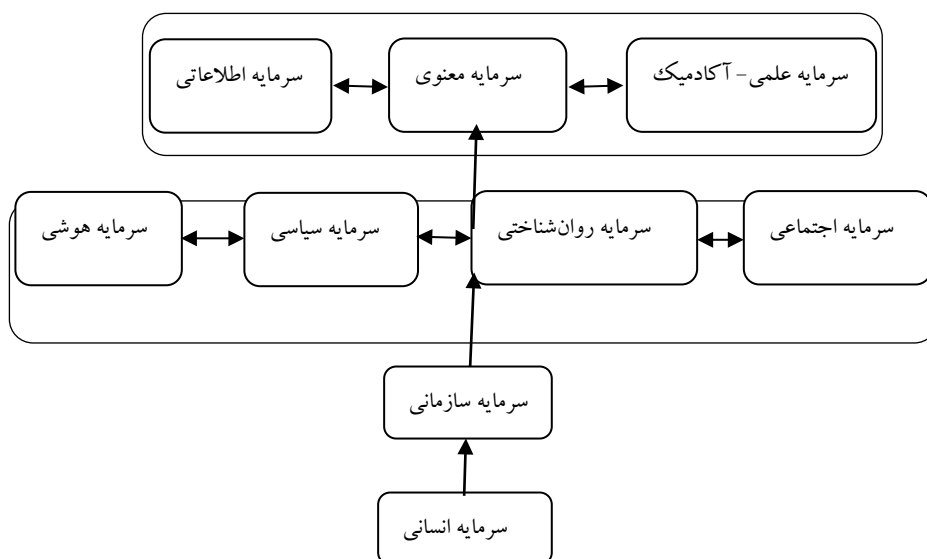 سرمایه علمی- آکادمیک
سرمایه معنوی
سرمایه اطلاعاتی
سرمایه اجتماعی
سرمایه روان‌شناختی
سرمایه سیاسی
سرمایه هوشی
سرمایه سازمانی
سرمایه انسانی